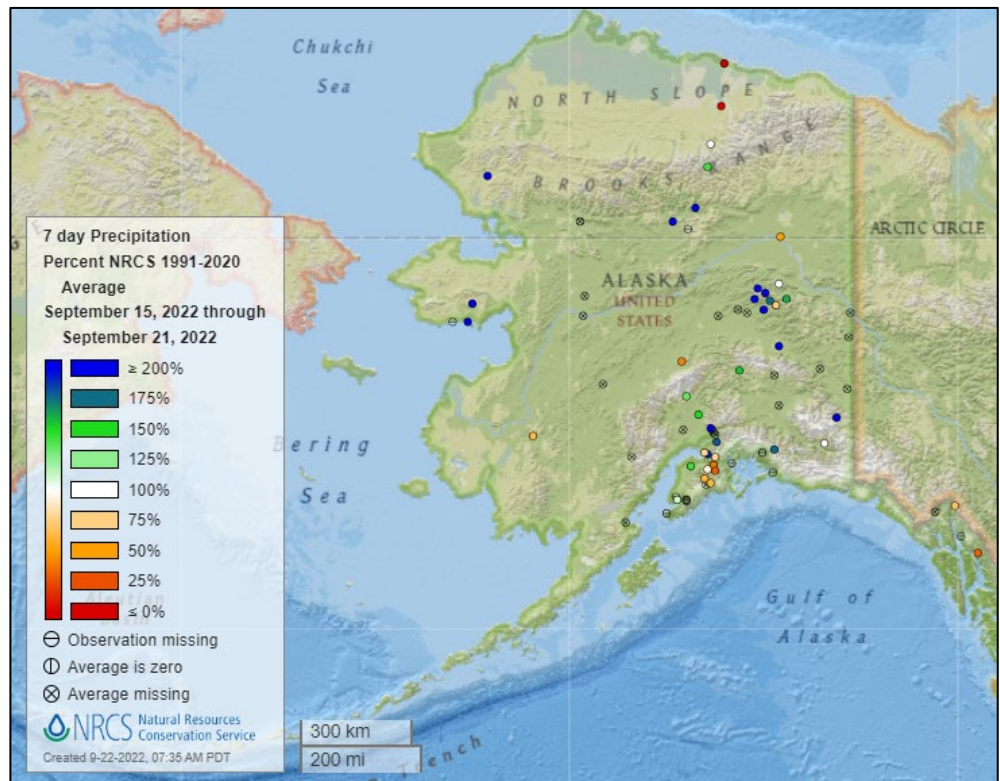 Chukchi
Sea
NORTH SLOPE
BROOKS RANGE
ARCTIC CIRCLE
ALASKA
UNITED
STATES
Bering
Sea
Gulf of
Alaska
Trench
7 day Precipitation
Percent NRCS 1991-2020
Average
September 15, 2022 through
September 21, 2022
≥ 200%
175%
150%
125%
100%
75%
50%
25%
≤ 0%
Observation missing
Average is zero
Average missing
NRCS Natural Resources
Conservation Service
Created 9-22-2022, 07:35 AM PDT
300 km
200 mi